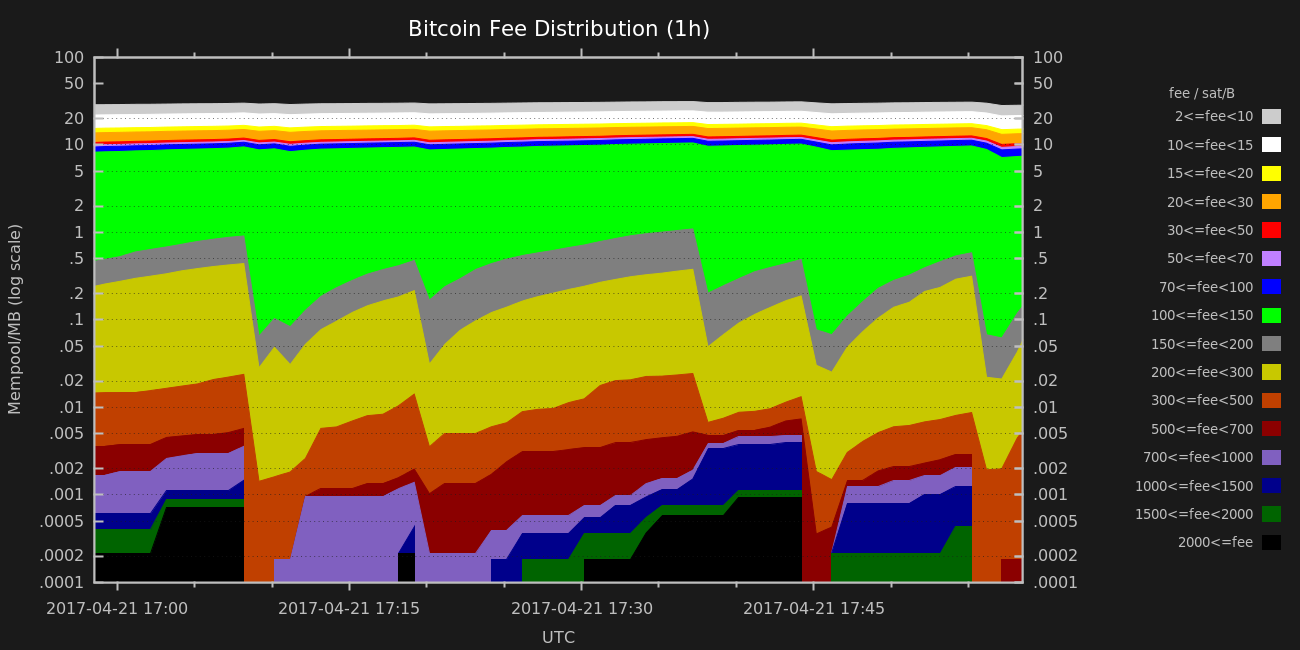 Bitcoin Fee Distribution (1h)
100
50
20
10
5
2
1
.5
.2
.1
.05
.02
.01
.005
.002
.001
.0005
.0002
.0001
Mempool/MB (log scale)
100
50
20
10
5
2
1
.5
.2
.1
.05
.02
.01
.005
.002
.001
.0005
.0002
.0001
2017-04-21 17:00
2017-04-21 17:15
2017-04-21 17:30
2017-04-21 17:45
UTC
fee / sat/B
2<=fee<10
10<=fee<15
15<=fee<20
20<=fee<30
30<=fee<50
50<=fee<70
70<=fee<100
100<=fee<150
150<=fee<200
200<=fee<300
300<=fee<500
500<=fee<700
700<=fee<1000
1000<=fee<1500
1500<=fee<2000
2000<=fee